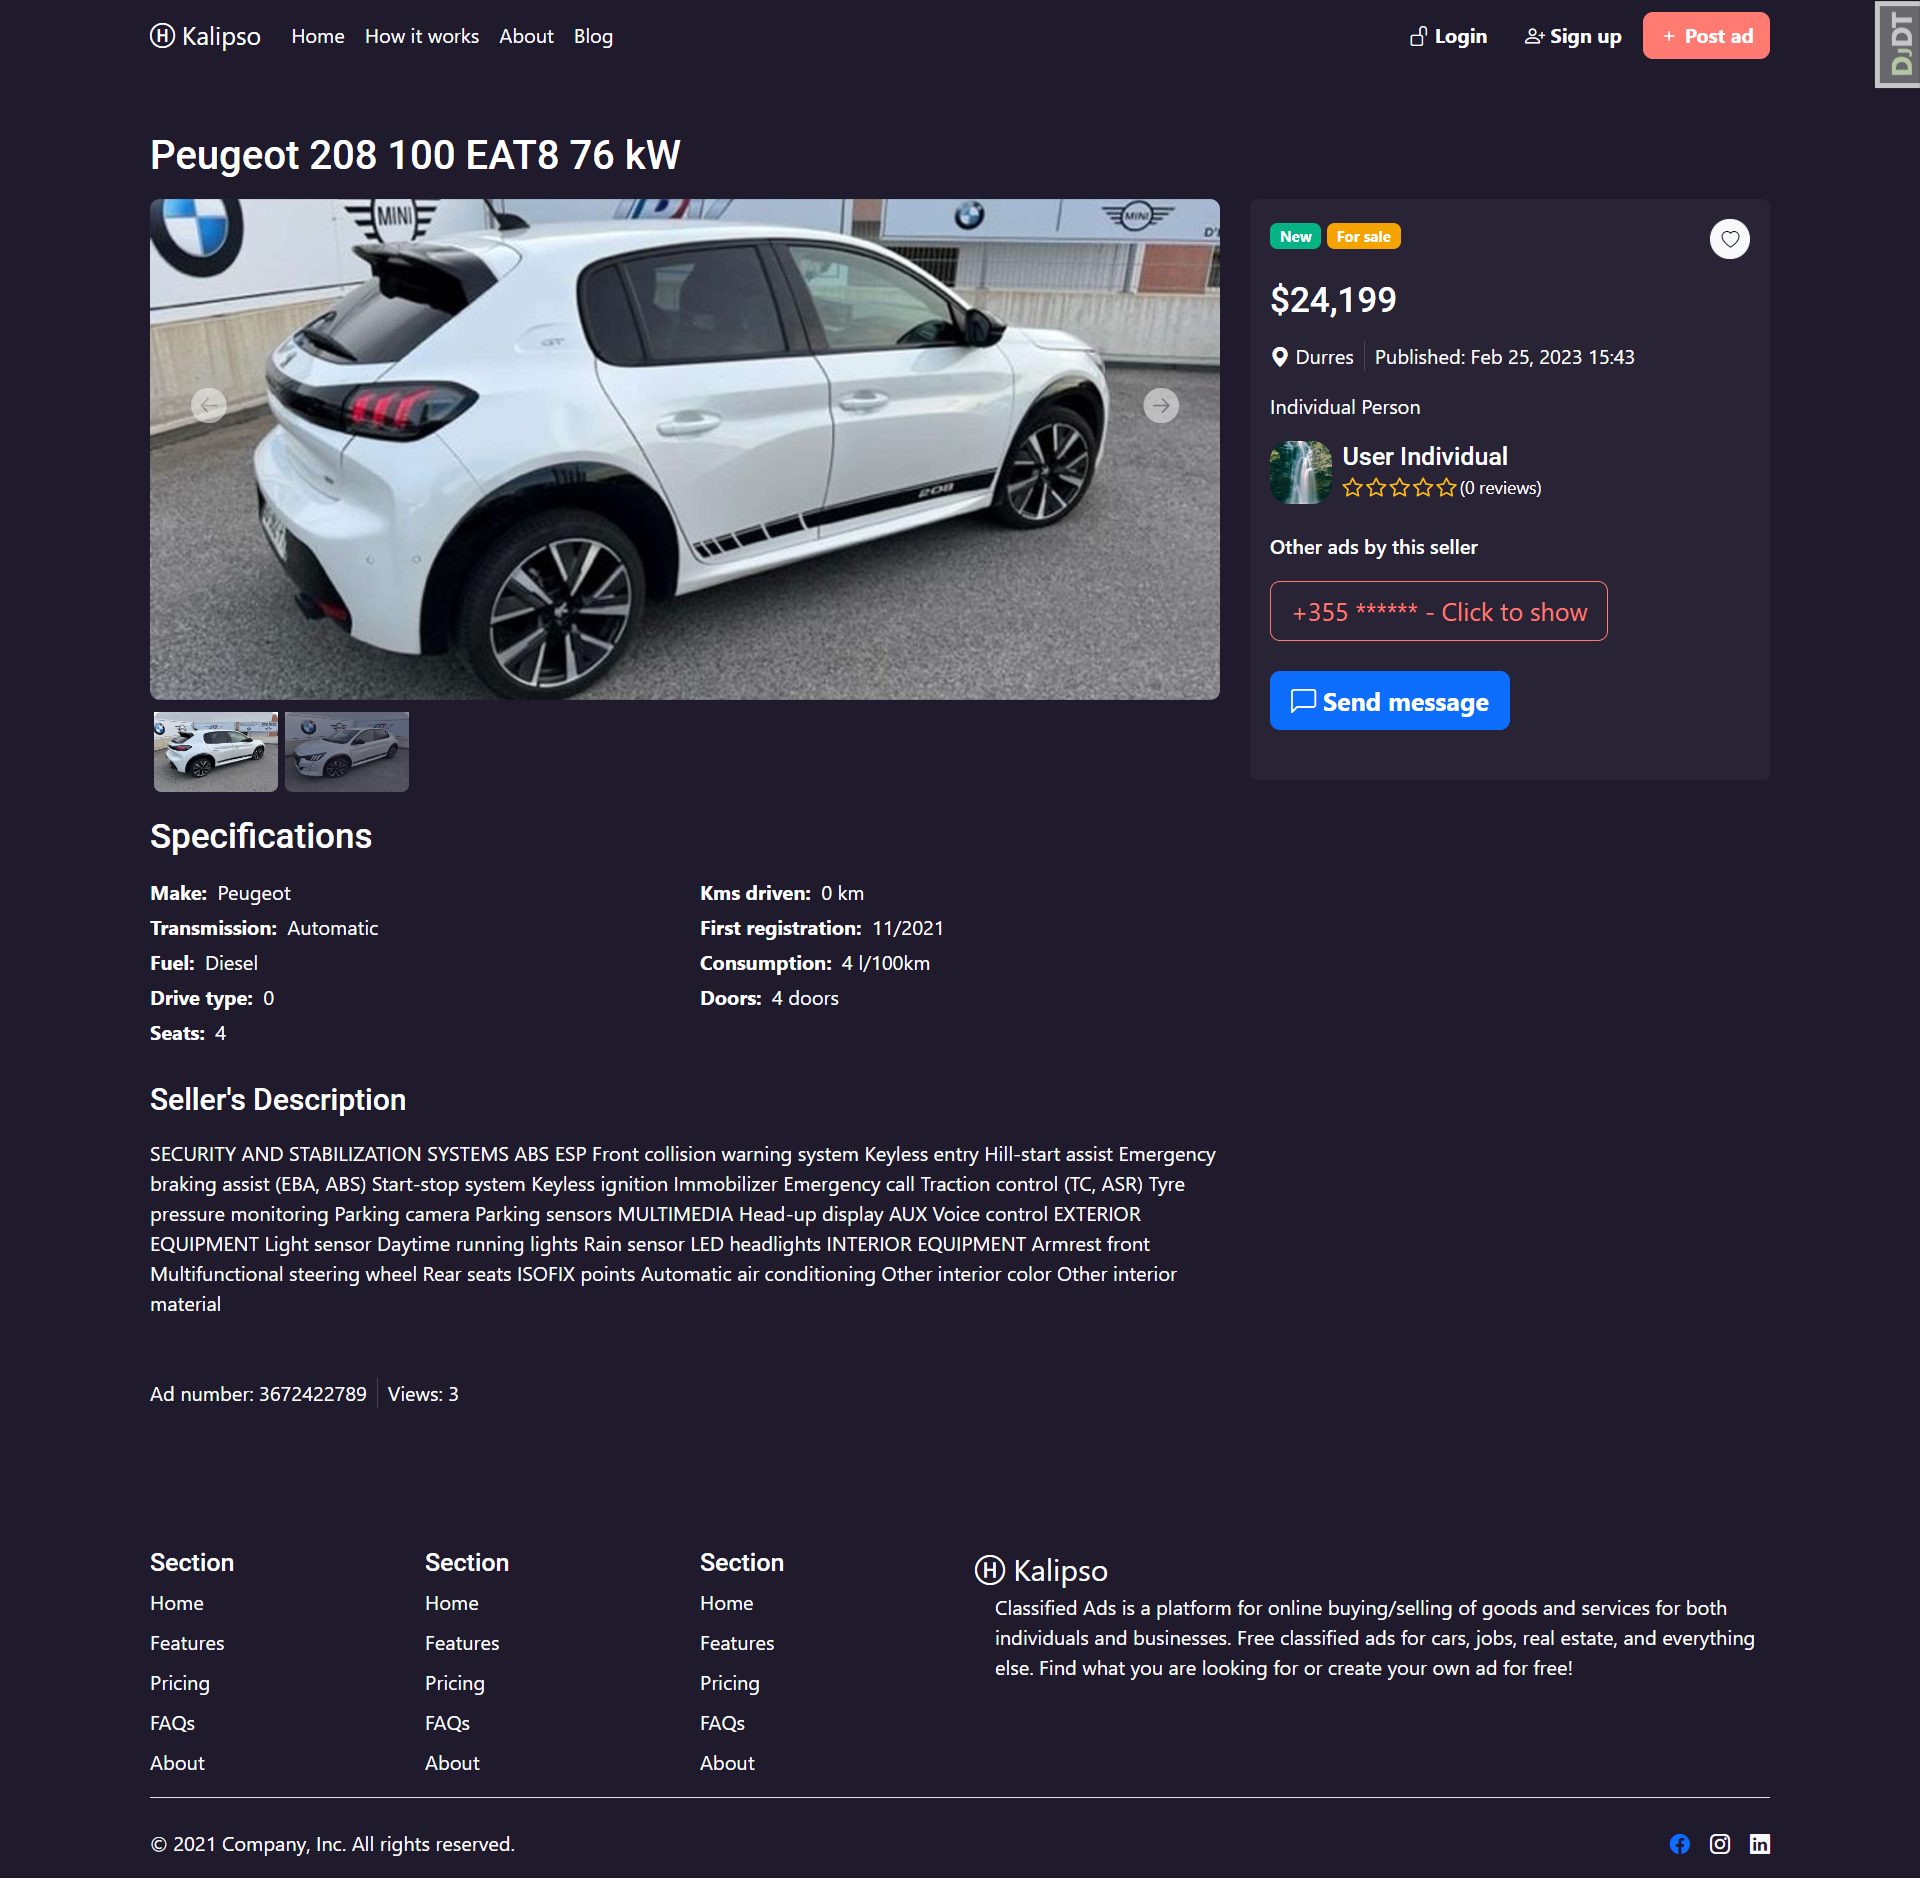 Kalipso Home How it works About Blog Login Sign up + Post ad
DJDT
Peugeot 208 100 EAT8 76 kW
MINI
MINI
GT
208
New For sale
$24,199
Durres Published: Feb 25, 2023 15:43
Individual Person
User Individual
(0 reviews)
Other ads by this seller
+355 ****** - Click to show
Send message
Specifications
Make: Peugeot
Transmission: Automatic
Fuel: Diesel
Drive type: 0
Seats: 4
Kms driven: 0 km
First registration: 11/2021
Consumption: 4 l/100km
Doors: 4 doors
Seller's Description
SECURITY AND STABILIZATION SYSTEMS ABS ESP Front collision warning system Keyless entry Hill-start assist Emergency
braking assist (EBA, ABS) Start-stop system Keyless ignition Immobilizer Emergency call Traction control (TC, ASR) Tyre
pressure monitoring Parking camera Parking sensors MULTIMEDIA Head-up display AUX Voice control EXTERIOR
EQUIPMENT Light sensor Daytime running lights Rain sensor LED headlights INTERIOR EQUIPMENT Armrest front
Multifunctional steering wheel Rear seats ISOFIX points Automatic air conditioning Other interior color Other interior
material
Ad number: 3672422789 Views: 3
Section
Home
Features
Pricing
FAQs
About
Section
Home
Features
Pricing
FAQs
About
Section
Home
Features
Pricing
FAQs
About
Kalipso
Classified Ads is a platform for online buying/selling of goods and services for both
individuals and businesses. Free classified ads for cars, jobs, real estate, and everything
else. Find what you are looking for or create your own ad for free!
© 2021 Company, Inc. All rights reserved.